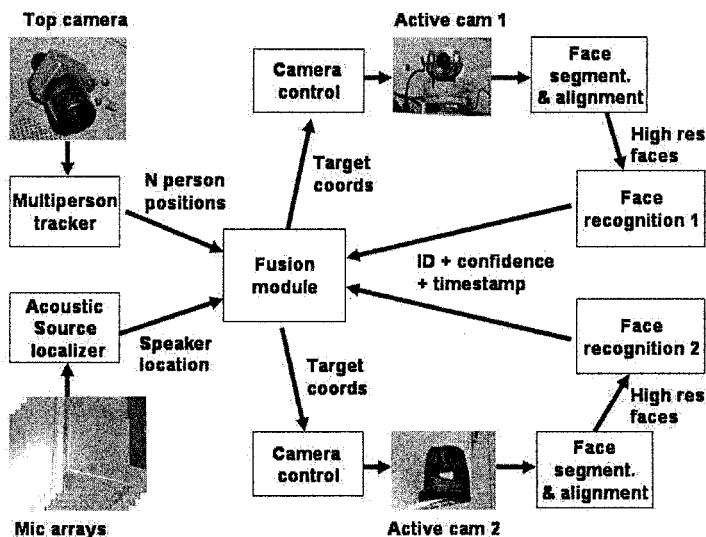 Top camera
Active cam 1
Camera
control
Face
segment.
& alignment
High res
faces
Target
coords
Multiperson
tracker
N person
positions
Face
recognition 1
Fusion
module
ID + confidence
+ timestamp
Acoustic
Source
localizer
Speaker
location
Face
recognition 2
Target
coords
High res
faces
Camera
control
Face
segment.
& alignment
Mic arrays
Active cam 2